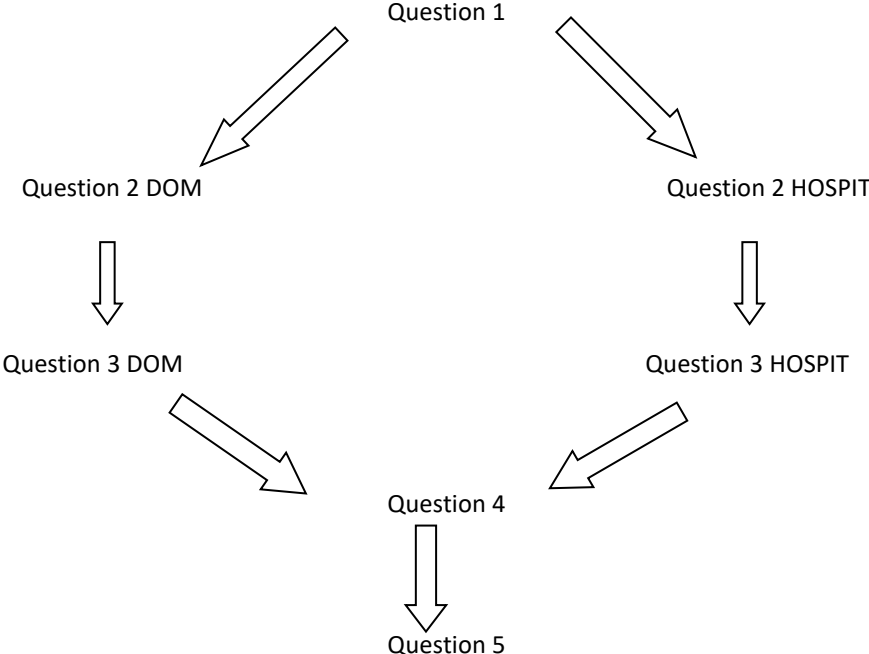 Question 1
Question 2 DOM
Question 2 HOSPIT
Question 3 DOM
Question 3 HOSPIT
Question 4
Question 5